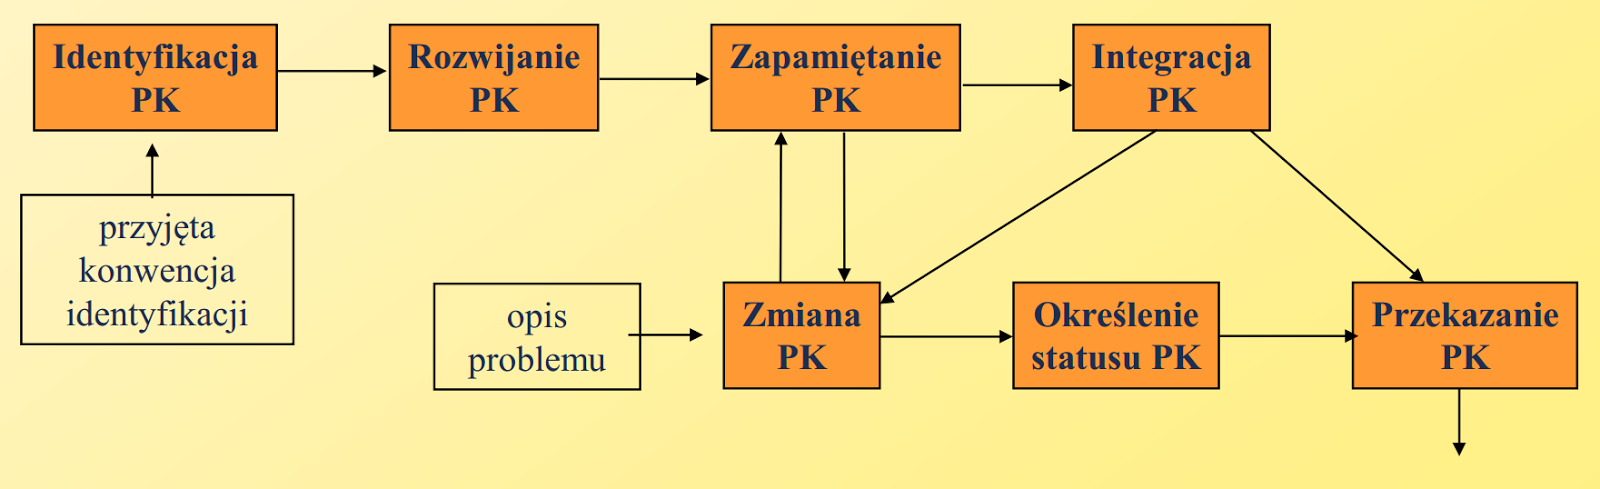 Identyfikacja
PK
Rozwijanie
PK
Zapamiętanie
PK
Integracja
PK
przyjęta
konwencja
identyfikacji
opis
problemu
Zmiana
PK
Określenie
statusu PK
Przekazanie
PK